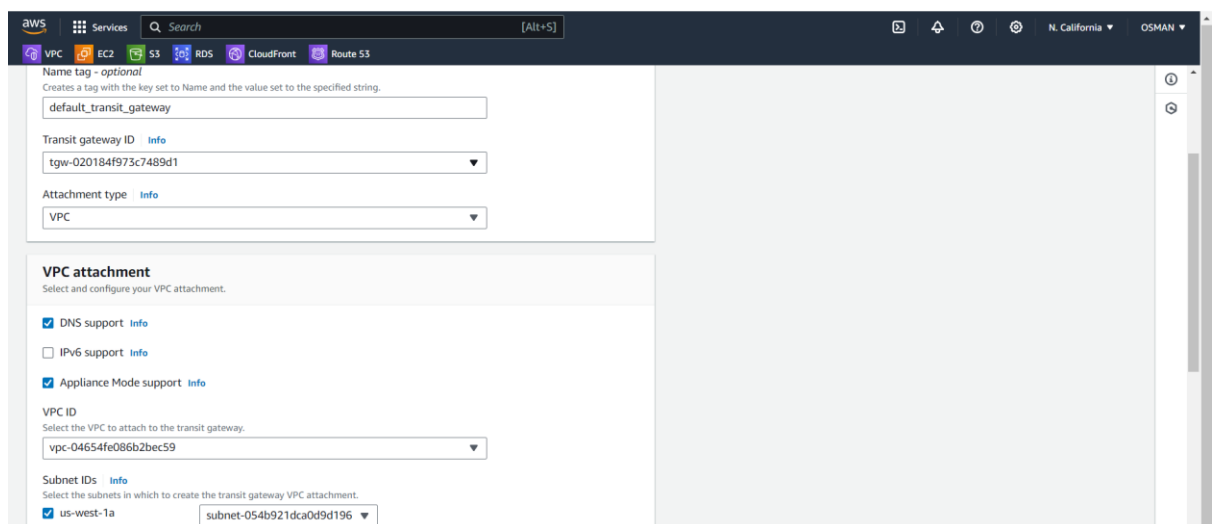 aws Services Search [Alt+S] N. California OSMAN
VPC EC2 S3 RDS CloudFront Route 53
Name tag - optional
Creates a tag with the key set to Name and the value set to the specified string.
default_transit_gateway
Transit gateway ID Info
tgw-020184f973c7489d1
Attachment type Info
VPC
VPC attachment
Select and configure your VPC attachment.
DNS support Info
IPv6 support Info
Appliance Mode support Info
VPC ID
Select the VPC to attach to the transit gateway.
vpc-04654fe086b2bec59
Subnet IDs Info
Select the subnets in which to create the transit gateway VPC attachment.
us-west-1a subnet-054b921dca0d9d196